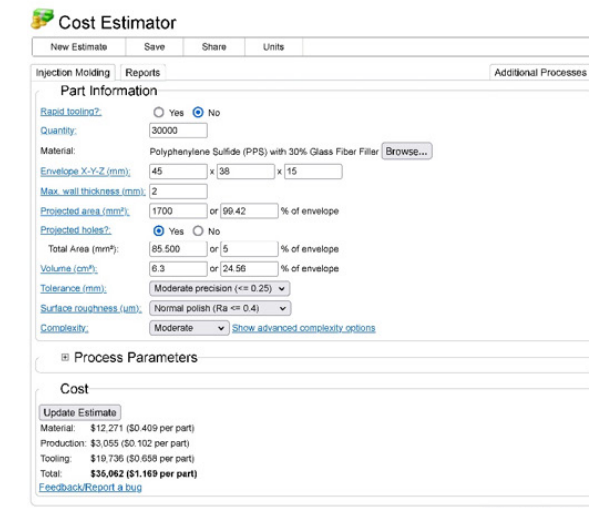 Cost Estimator
New Estimate Save Share Units
Injection Molding Reports Additional Processes
Part Information
Rapid tooling?: Yes No
Quantity: 30000
Material: Polyphenylene Sulfide (PPS) with 30% Glass Fiber Filler Browse...
Envelope X-Y-Z (mm): 45 x 38 x 15
Max. wall thickness (mm): 2
Projected area (mm²): 1700 or 99.42 % of envelope
Projected holes?: Yes No
Total Area (mm²): 85.500 or 5 % of envelope
Volume (cm³): 6.3 or 24.56 % of envelope
Tolerance (mm): Moderate precision (<= 0.25)
Surface roughness (um): Normal polish (Ra <= 0.4)
Complexity: Moderate Show advanced complexity options
Process Parameters
Cost
Update Estimate
Material: $12,271 ($0.409 per part)
Production: $3,055 ($0.102 per part)
Tooling: $19,736 ($0.658 per part)
Total: $35,062 ($1.169 per part)
Feedback/Report a bug